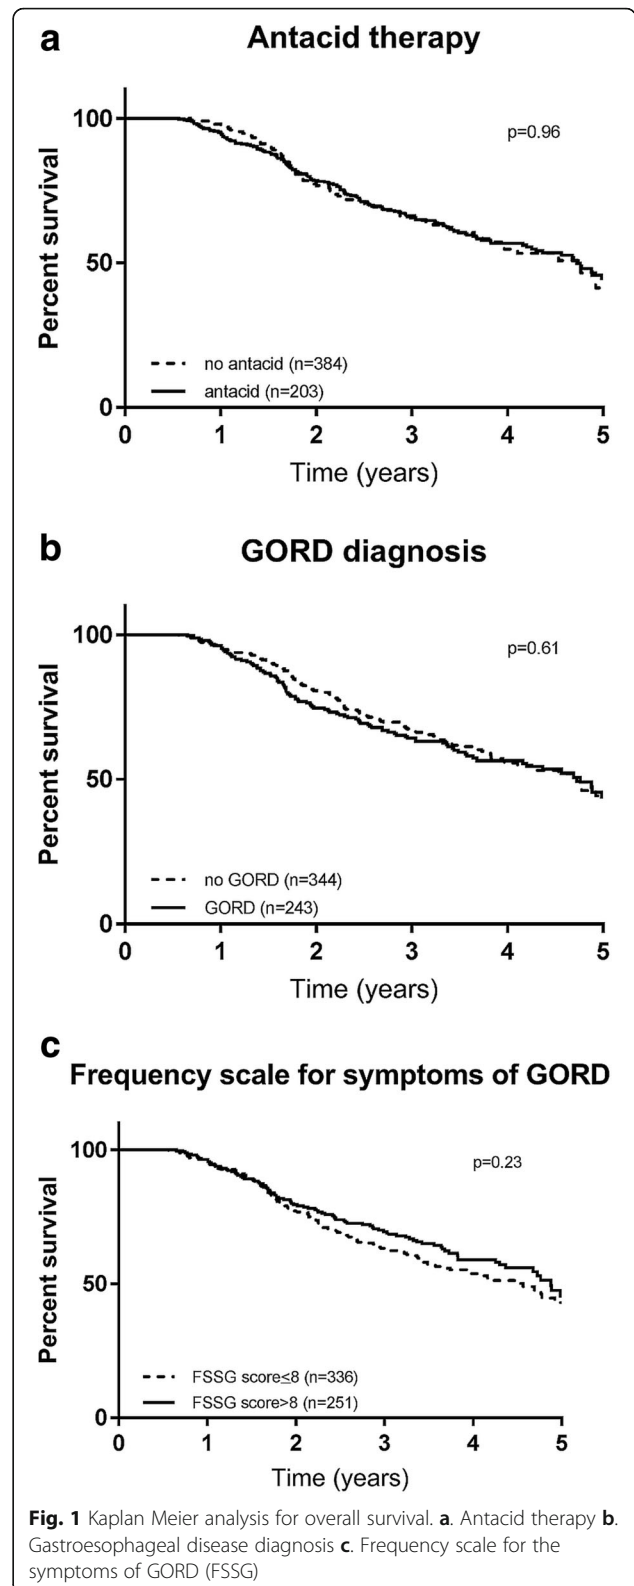 a
Antacid therapy
100
p=0.96
Percent survival
50
no antacid (n=384)
antacid (n=203)
0
0 1 2 3 4 5
Time (years)
b
GORD diagnosis
100
p=0.61
Percent survival
50
no GORD (n=344)
GORD (n=243)
0
0 1 2 3 4 5
Time (years)
c
Frequency scale for symptoms of GORD
100
p=0.23
Percent survival
50
FSSG score≤8 (n=336)
FSSG score>8 (n=251)
0
0 1 2 3 4 5
Time (years)
Fig. 1 Kaplan Meier analysis for overall survival. a. Antacid therapy b.
Gastroesophageal disease diagnosis c. Frequency scale for the
symptoms of GORD (FSSG)